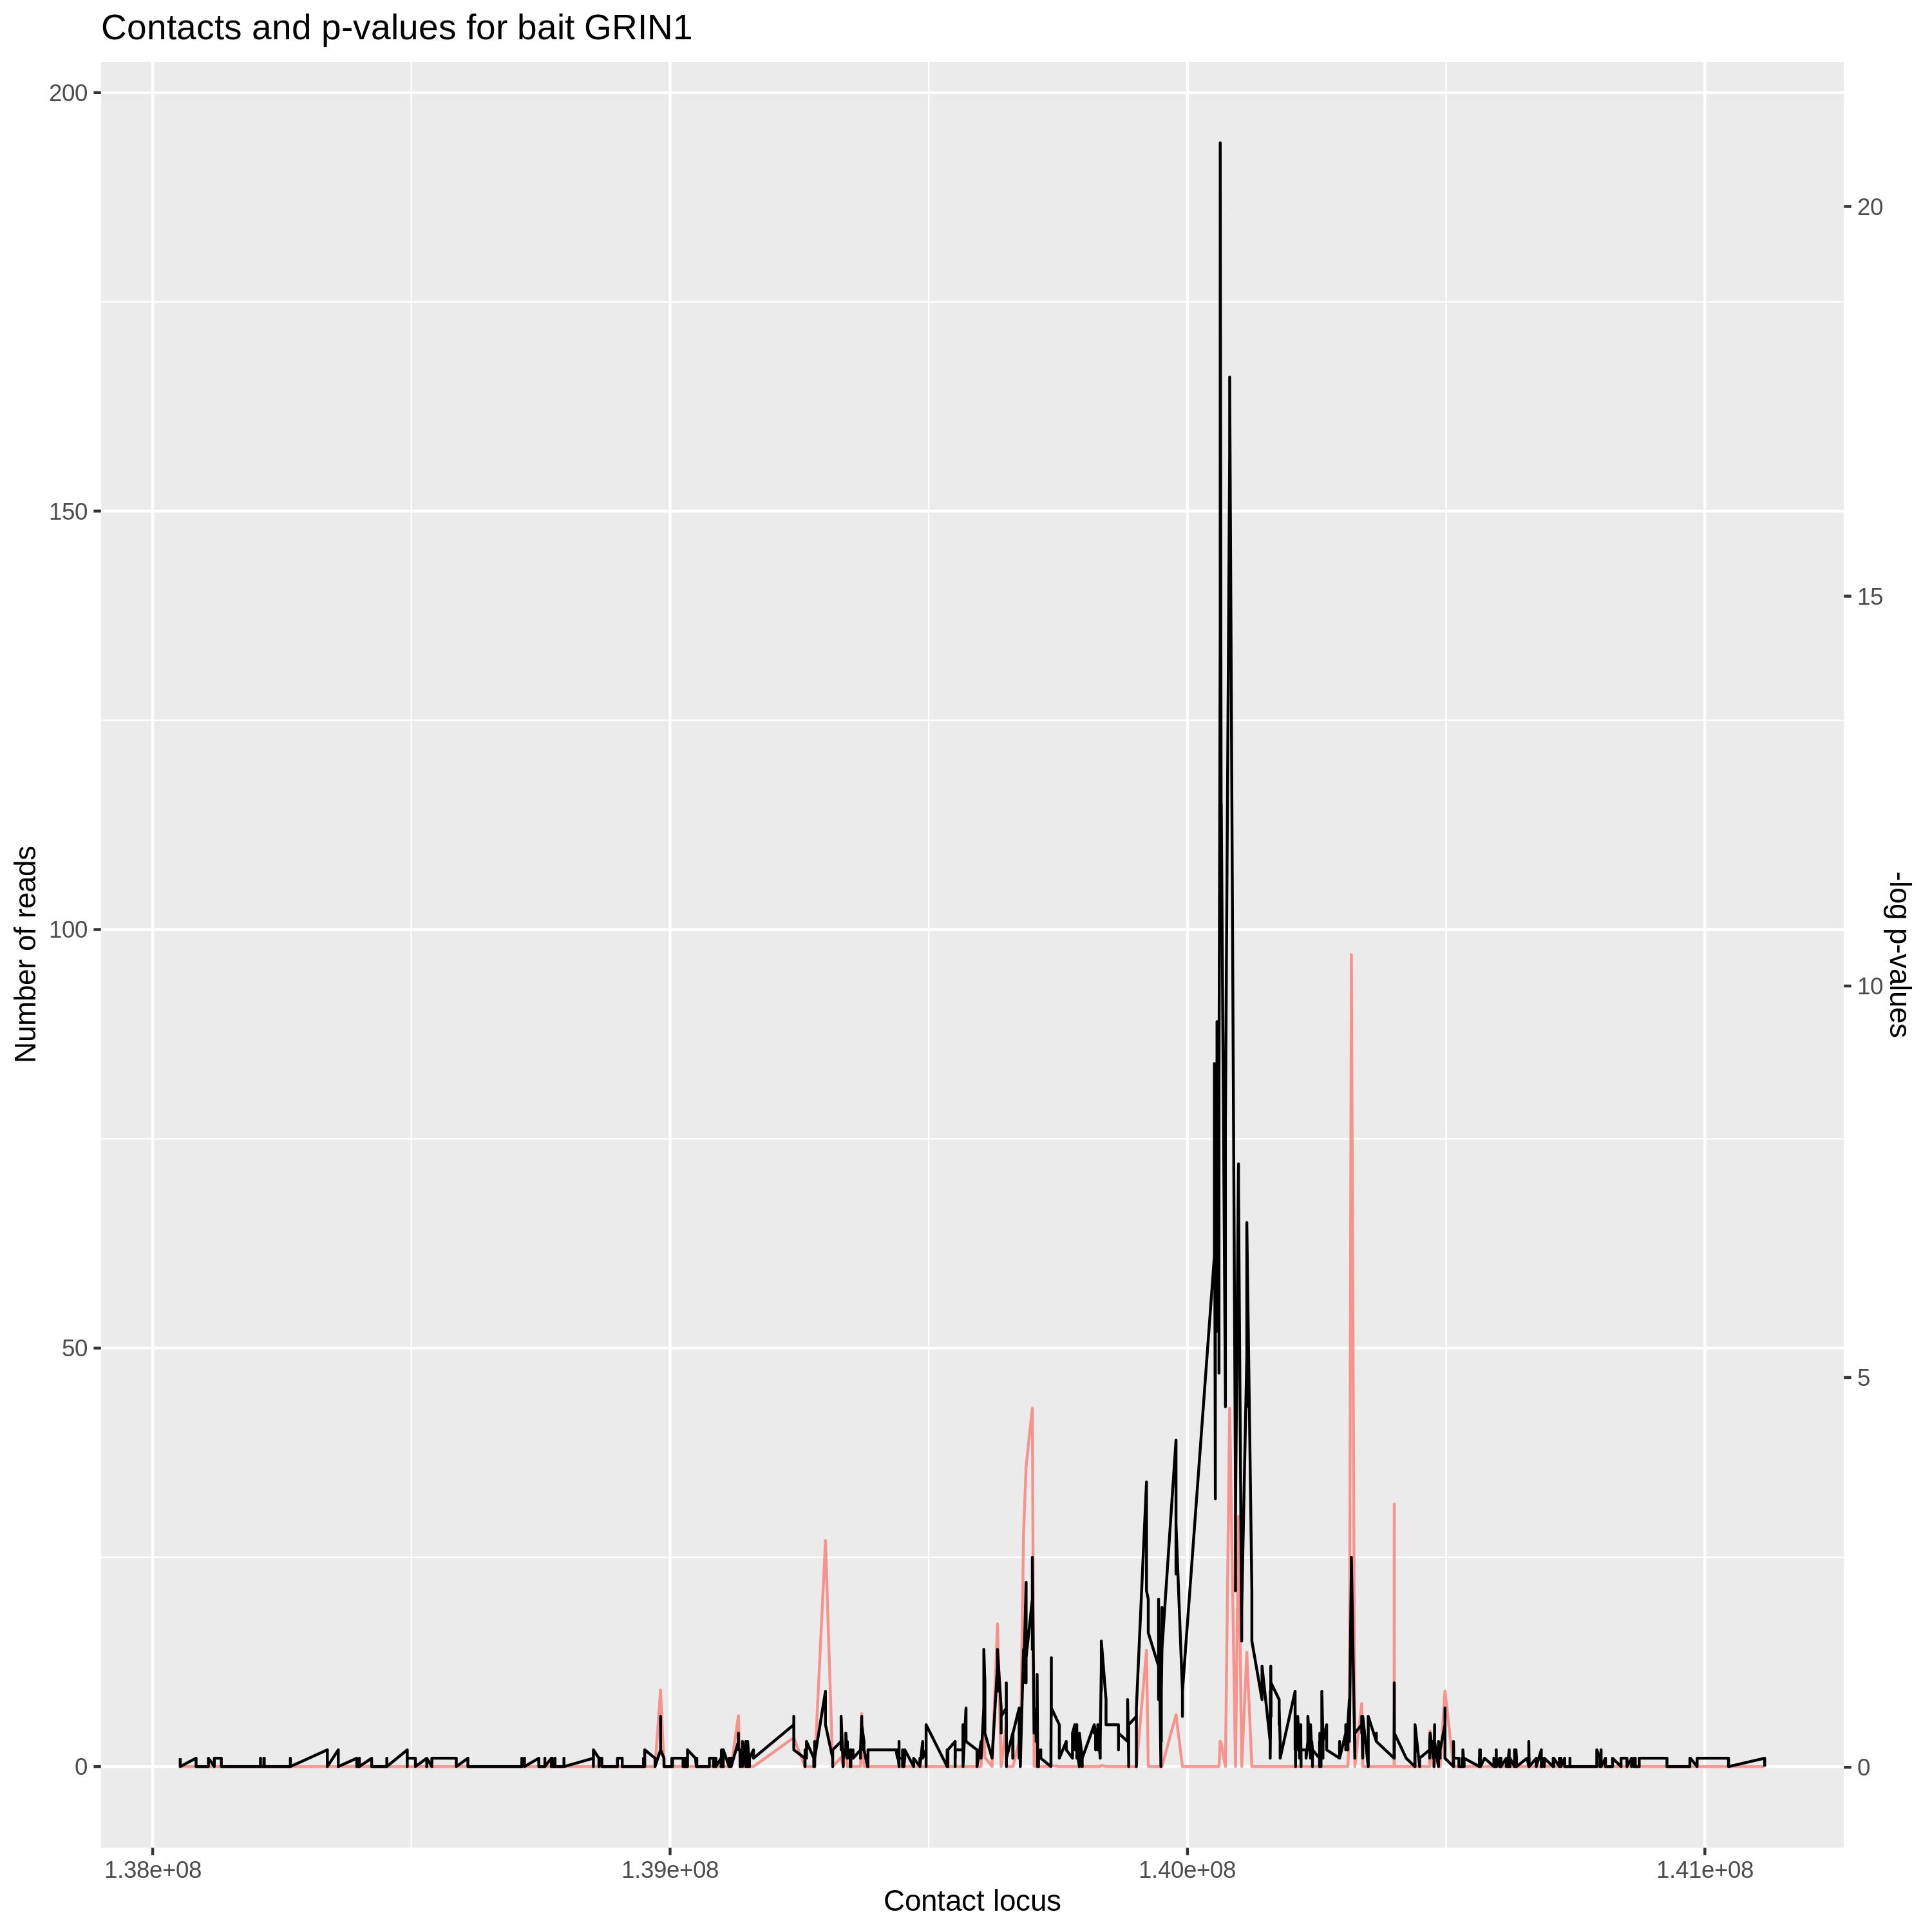 Contacts and p-values for bait GRIN1
200
150
100
50
0
Number of reads
20
15
10
5
0
-log p-values
1.38e+08
1.39e+08
1.40e+08
1.41e+08
Contact locus